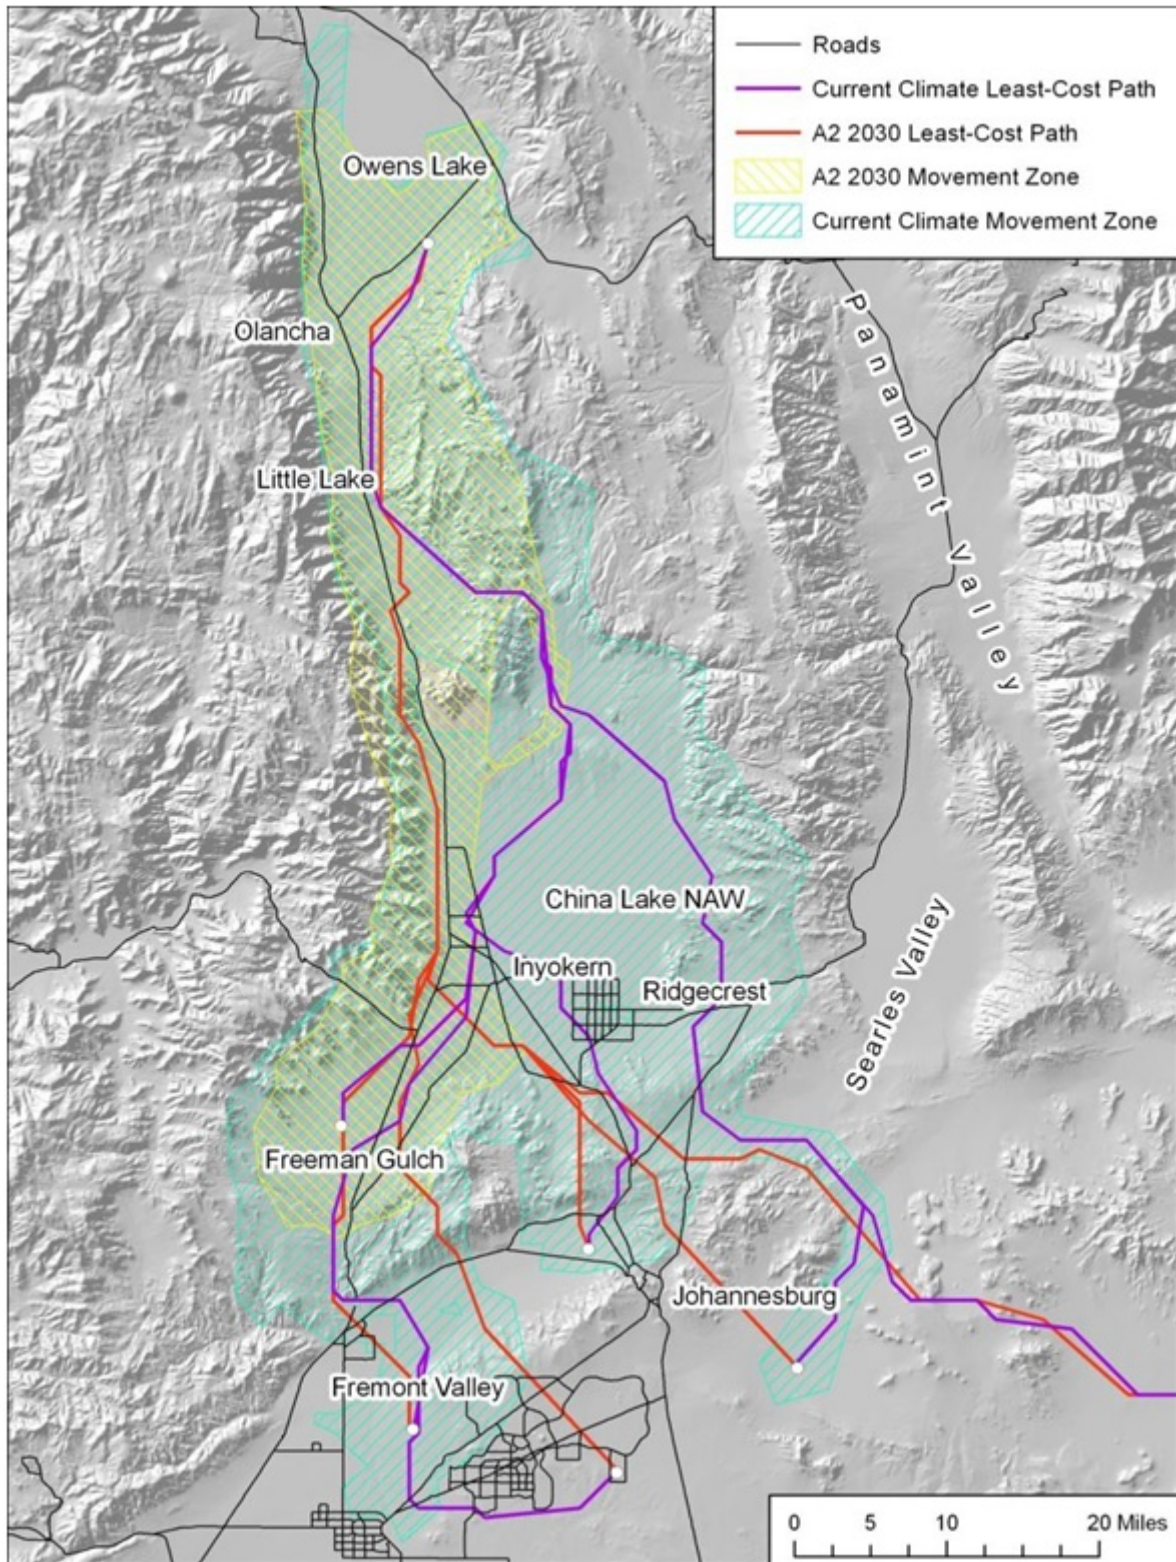 Roads
Current Climate Least-Cost Path
A2 2030 Least-Cost Path
A2 2030 Movement Zone
Current Climate Movement Zone
Owens Lake
Olancha
Panamint Valley
Little Lake
China Lake NAW
Inyokern
Ridgecrest
Searles Valley
Freeman Gulch
Johannesburg
Fremont Valley
0 5 10 20 Miles